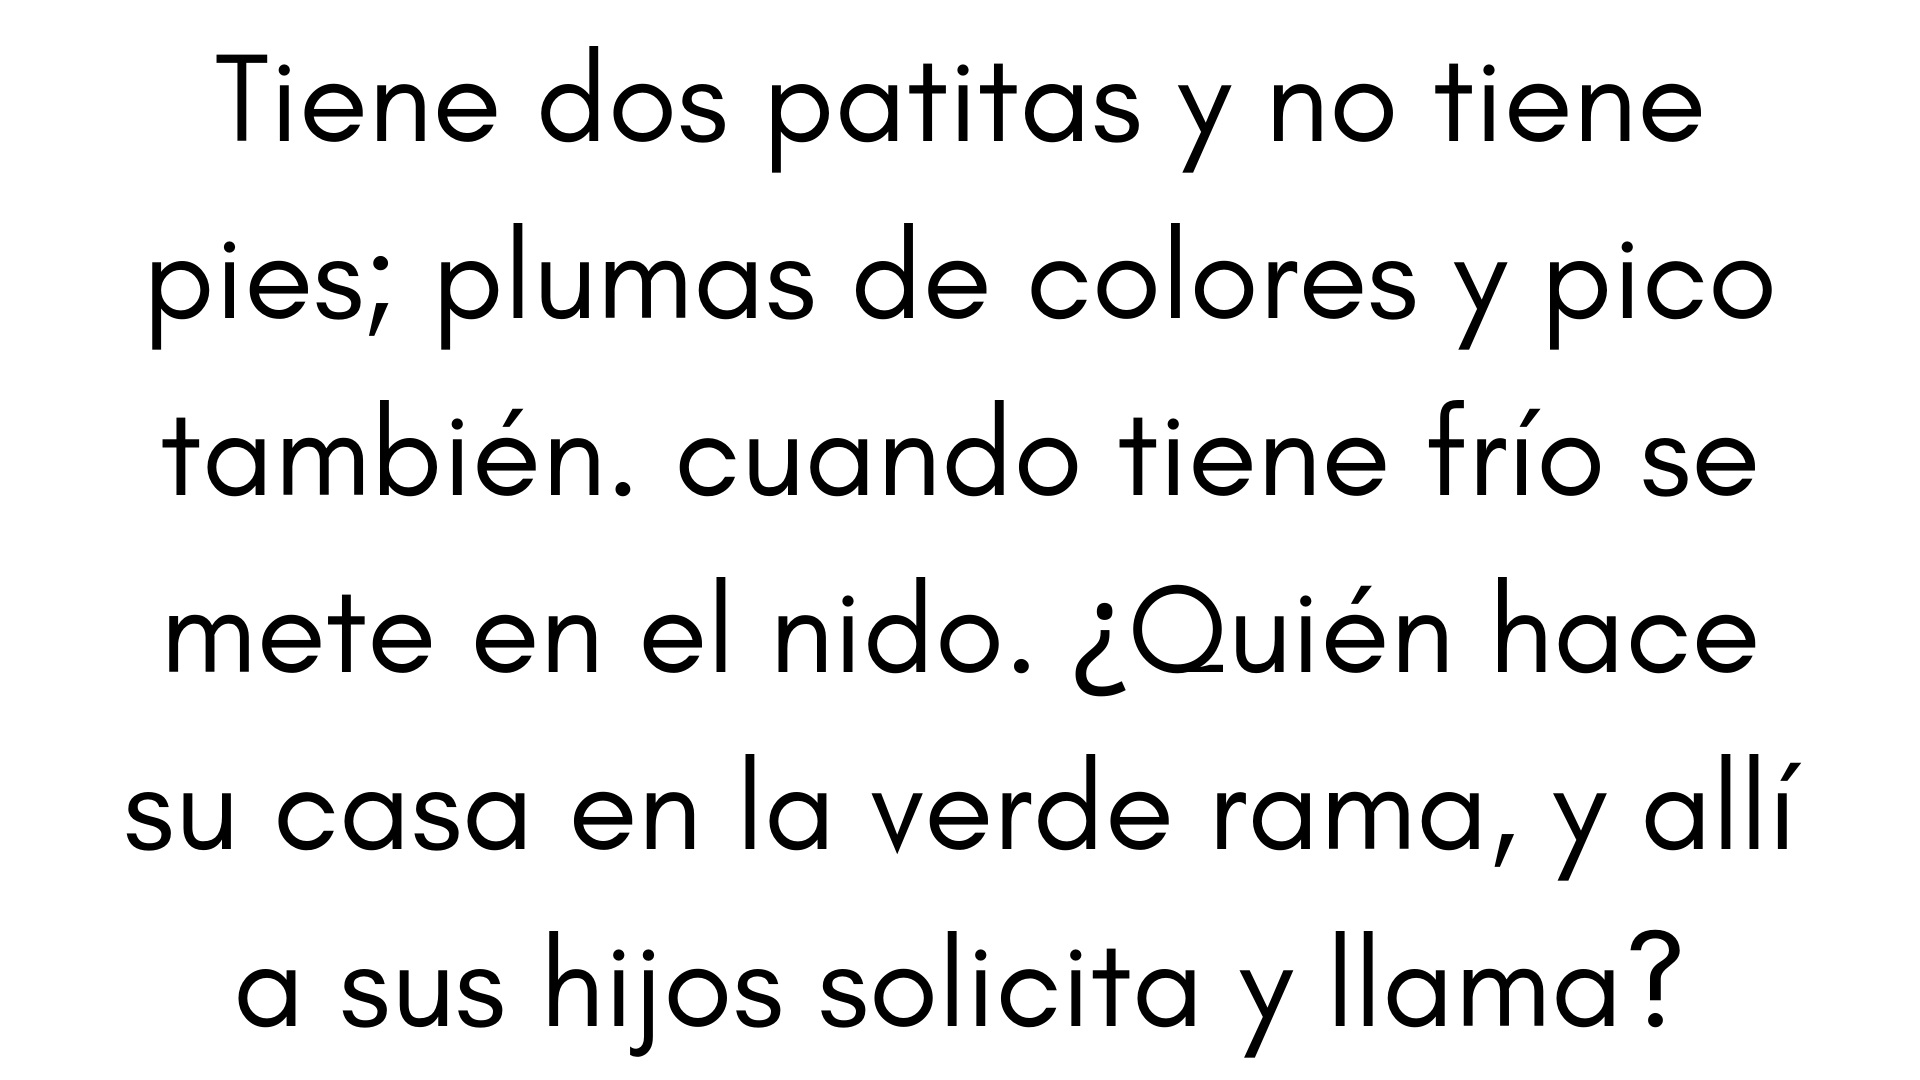 Tiene dos patitas y no tiene
pies; plumas de colores y pico
también. cuando tiene frío se
mete en el nido. ¿Quién hace
su casa en la verde rama, y allí
a sus hijos solicita y llama?